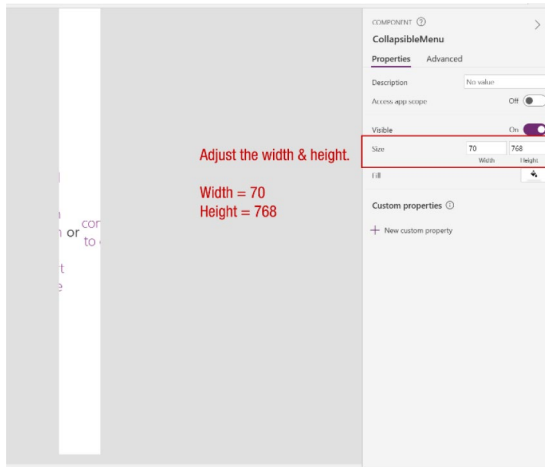 COMPONENT
CollapsibleMenu
Properties Advanced
Description No value
Access app scope Off
Visible On
Size 70 768
Width Height
Fill
Custom properties
+ New custom property
Adjust the width & height.
Width = 70
Height = 768
or
to